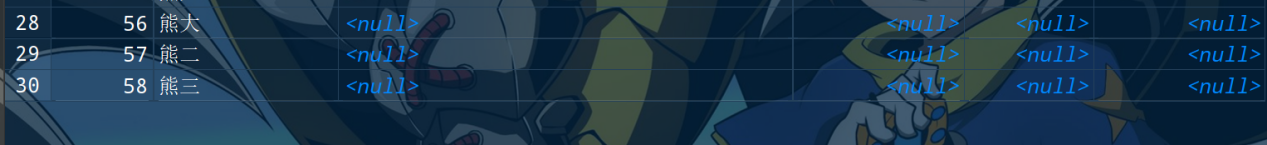 28 56 熊大 <null> <null> <null> <null>
29 57 熊二 <null> <null> <null> <null>
30 58 熊三 <null> <null> <null> <null>